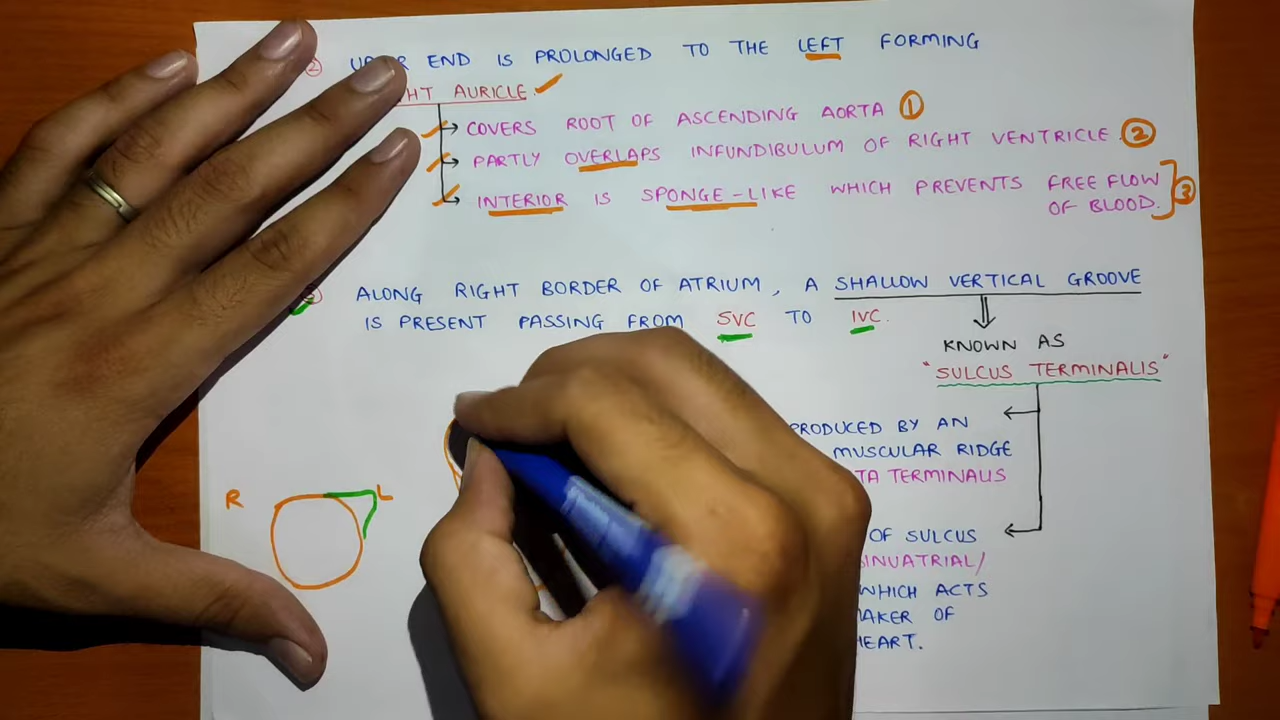 ② END IS PROLONGED TO THE LEFT FORMING
AURICLE.
→ COVERS ROOT OF ASCENDING AORTA ①
→ PARTLY OVERLAPS INFUNDIBULUM OF RIGHT VENTRICLE. ②
→ INTERIOR IS SPONGE-LIKE WHICH PREVENTS FREE FLOW
OF BLOOD. ③
ALONG RIGHT BORDER OF ATRIUM, A SHALLOW VERTICAL GROOVE
IS PRESENT PASSING FROM SVC TO IVC.
KNOWN AS
"SULCUS TERMINALIS"
PRODUCED BY AN
MUSCULAR RIDGE
TERMINALIS
OF SULCUS
WHICH ACTS
OF
HEART.
R
L